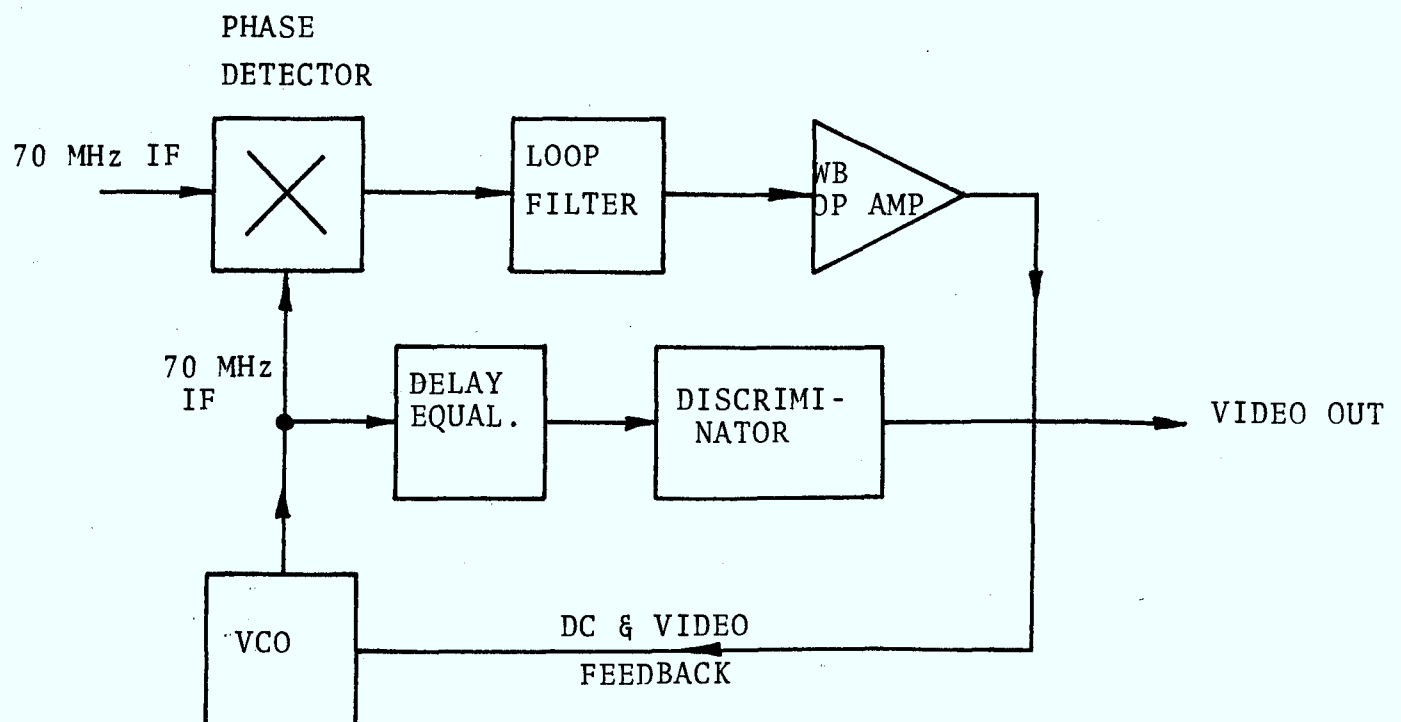 PHASE
DETECTOR
70 MHz IF
LOOP
FILTER
WB
OP AMP
70 MHz
IF
DELAY
EQUAL.
DISCRIMI-
NATOR
VIDEO OUT
VCO
DC & VIDEO
FEEDBACK